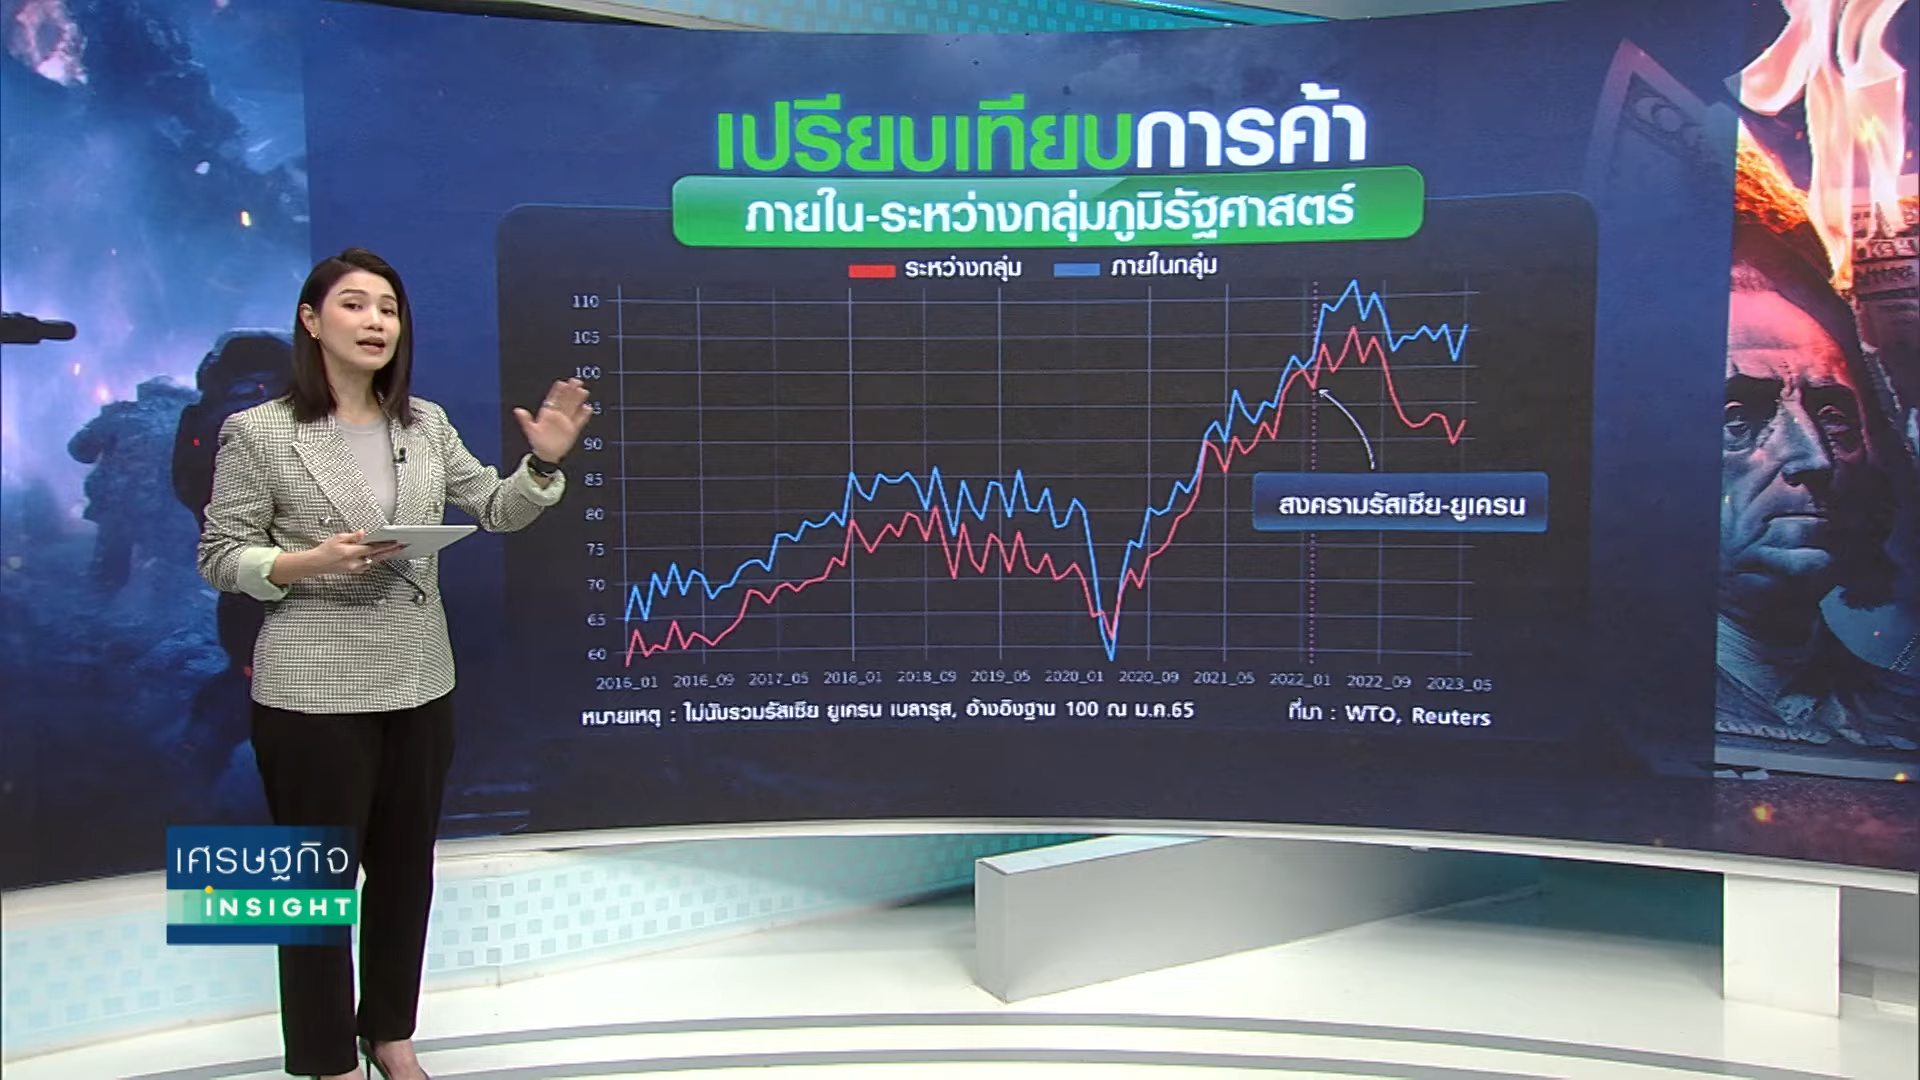 เปรียบเทียบการค้า
ภายใน-ระหว่างกลุ่มภูมิรัฐศาสตร์
ระหว่างกลุ่ม ภายในกลุ่ม
110
105
100
90
85
80
75
70
65
60
สงครามรัสเซีย-ยูเครน
2016_01 2016_09 2017_05 2018_01 2018_09 2019_05 2020_01 2020_09 2021_05 2022_01 2022_09 2023_05
หมายเหตุ : ไม่นับรวมรัสเซีย ยูเครน เบลารุส, อ้างอิงฐาน 100 ณ ม.ค.65 ที่มา : WTO, Reuters
เศรษฐกิจ
INSIGHT